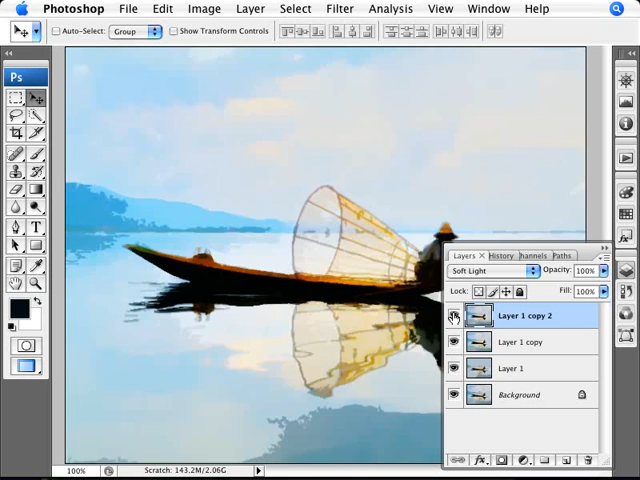 Photoshop File Edit Image Layer Select Filter Analysis View Window Help
Auto-Select: Group Show Transform Controls
Ps
Layers × History hannels Paths
Soft Light Opacity: 100%
Lock: Fill: 100%
Layer 1 copy 2
Layer 1 copy
Layer 1
Background
T
fx
100% Scratch: 143.2M/2.06G